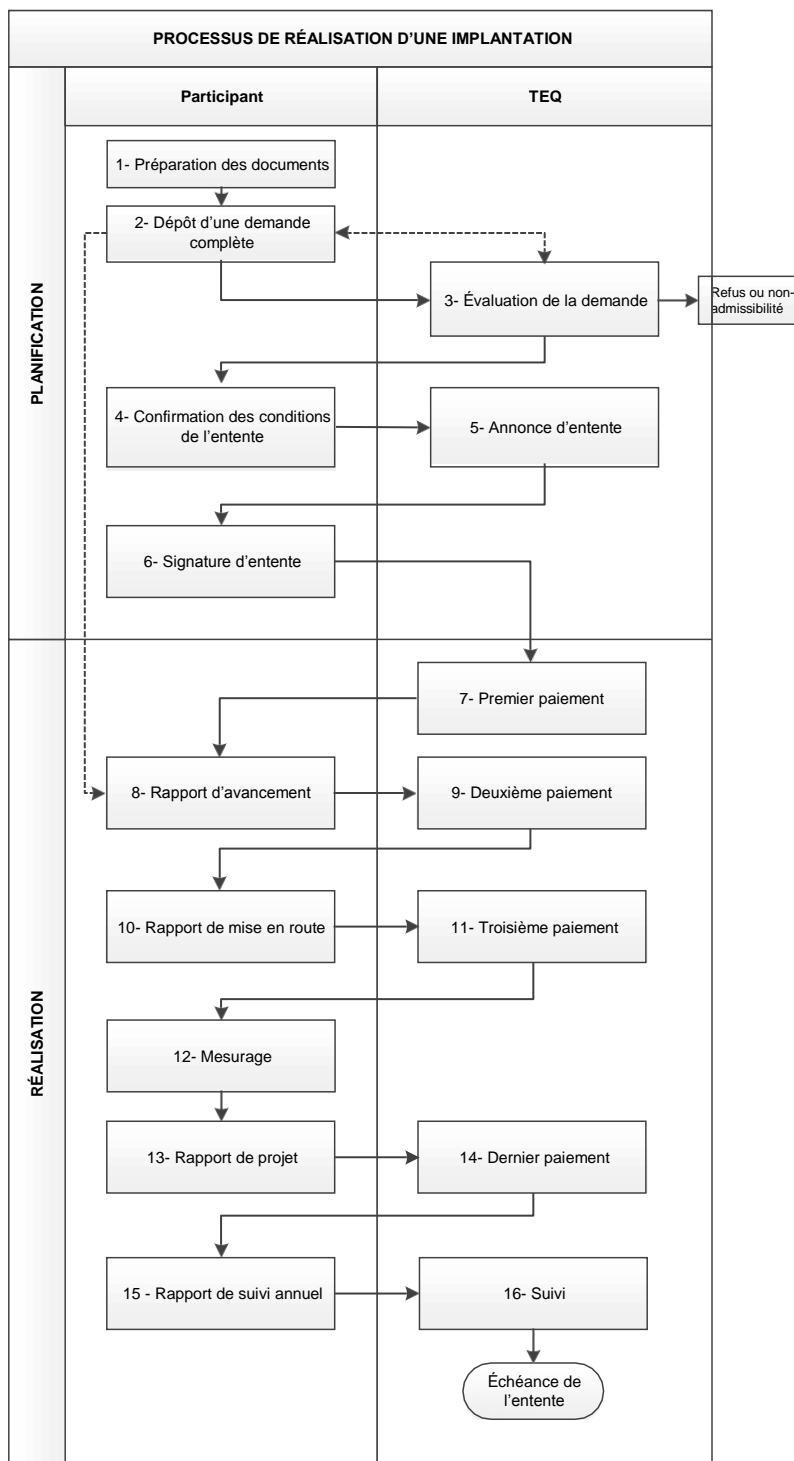 PROCESSUS DE RÉALISATION D’UNE IMPLANTATION
Participant
TEQ
PLANIFICATION
1- Préparation des documents
2- Dépôt d’une demande
complète
3- Évaluation de la demande
Refus ou non-
admissibilité
4- Confirmation des conditions
de l’entente
5- Annonce d’entente
6- Signature d’entente
RÉALISATION
7- Premier paiement
8- Rapport d’avancement
9- Deuxième paiement
10- Rapport de mise en route
11- Troisième paiement
12- Mesurage
13- Rapport de projet
14- Dernier paiement
15 - Rapport de suivi annuel
16- Suivi
Échéance de
l’entente